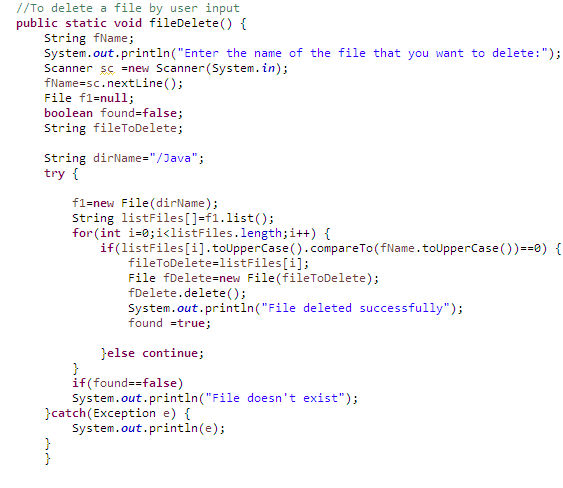 //To delete a file by user input
public static void fileDelete() {
    String fName;
    System.out.println("Enter the name of the file that you want to delete:");
    Scanner sc =new Scanner(System.in);
    fName=sc.nextLine();
    File f1=null;
    boolean found=false;
    String fileToDelete;

    String dirName="/Java";
    try {

        f1=new File(dirName);
        String listFiles[]=f1.list();
        for(int i=0;i<listFiles.length;i++) {
            if(listFiles[i].toUpperCase().compareTo(fName.toUpperCase())==0) {
                fileToDelete=listFiles[i];
                File fDelete=new File(fileToDelete);
                fDelete.delete();
                System.out.println("File deleted successfully");
                found =true;

            }else continue;
        }
        if(found==false)
        System.out.println("File doesn't exist");
    }catch(Exception e) {
        System.out.println(e);
    }
    }